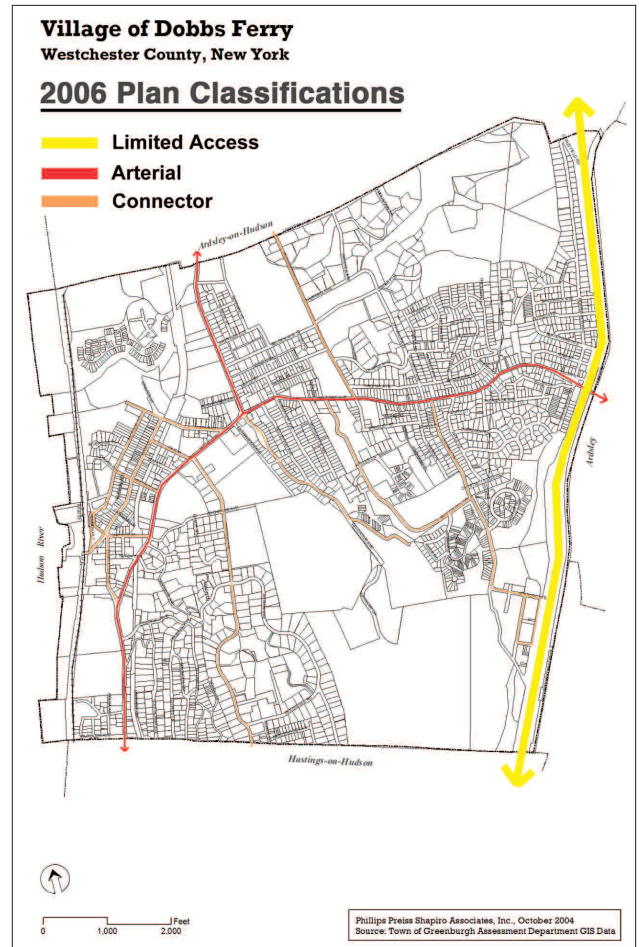 Village of Dobbs Ferry
Westchester County, New York
2006 Plan Classifications
Limited Access
Arterial
Connector
Ardsley-on-Hudson
Ardsley
Hudson River
Hastings-on-Hudson
Feet
0 1,000 2,000
Phillips Preiss Shapiro Associates, Inc., October 2004
Source: Town of Greenburgh Assessment Department GIS Data